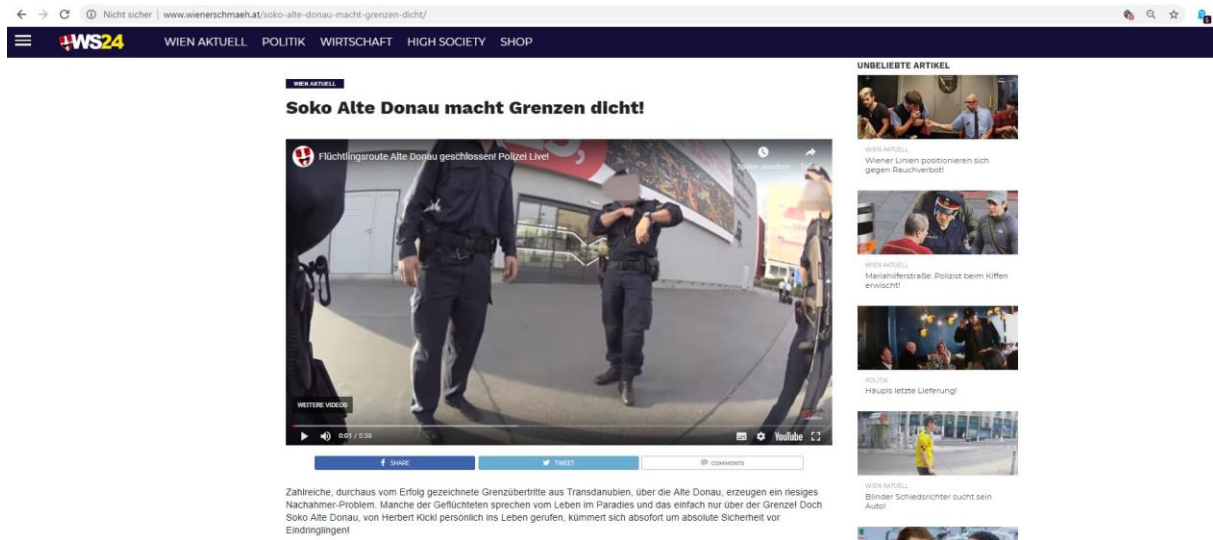 Nicht sicher | www.wienerschmaeh.at/soko-alte-donau-macht-grenzen-dicht/
WS24 WIEN AKTUELL POLITIK WIRTSCHAFT HIGH SOCIETY SHOP
WIEN AKTUELL
Soko Alte Donau macht Grenzen dicht!
Flüchtlingsroute Alte Donau geschlossen! Polizei Live!
WEITERE VIDEOS
0:01 / 5:38 YouTube
SHARE TWEET COMMENTS
Zahlreiche, durchaus vom Erfolg gezeichnete Grenzübertritte aus Transdanubien, über die Alte Donau, erzeugen ein riesiges
Nachahmer-Problem. Manche der Geflüchteten sprechen vom Leben im Paradies und das einfach nur über der Grenze! Doch
Soko Alte Donau, von Herbert Kickl persönlich ins Leben gerufen, kümmert sich absofort um absolute Sicherheit vor
Eindringlingen!
UNBELIEBTE ARTIKEL
WIEN AKTUELL
Wiener Linien positionieren sich
gegen Rauchverbot!
WIEN AKTUELL
Mariahilferstraße: Polizist beim Kiffen
erwischt!
POLITIK
Häupls letzte Lieferung!
WIEN AKTUELL
Blinder Schiedsrichter sucht sein
Auto!